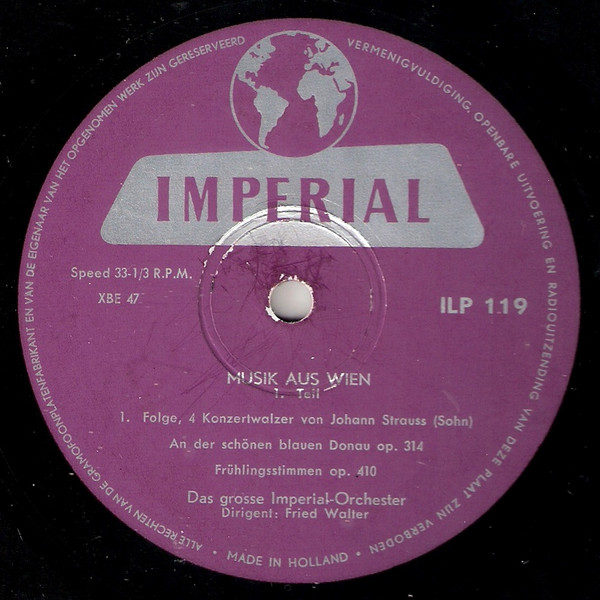 ALLE RECHTEN VAN DE GRAMOFOONPLATENFABRIKANT EN VAN DE EIGENAAR VAN HET OPGENOMEN WERK ZIJN GERESERVEERD
VERMENIGVULDIGING, OPENBARE UITVOERING EN RADIOUITZENDING VAN DEZE PLAAT ZIJN VERBODEN
IMPERIAL
Speed 33-1/3 R.P.M.
XBE 47
ILP 119
MUSIK AUS WIEN
1. Teil
1. Folge, 4 Konzertwalzer von Johann Strauss (Sohn)
An der schönen blauen Donau op. 314
Frühlingsstimmen op. 410
Das grosse Imperial-Orchester
Dirigent: Fried Walter
• MADE IN HOLLAND •